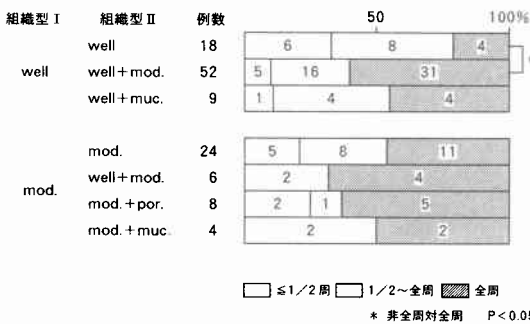 組織型 I 組織型 II 例数 50 100%
well 18 6 8 4
well well+mod. 52 5 16 31
well+muc. 9 1 4 4
mod. 24 5 8 11
mod. well+mod. 6 2 4
mod.+por. 8 2 1 5
mod.+muc. 4 2 2
≦1/2周 1/2~全周 全周
* 非全周対全周 P<0.05